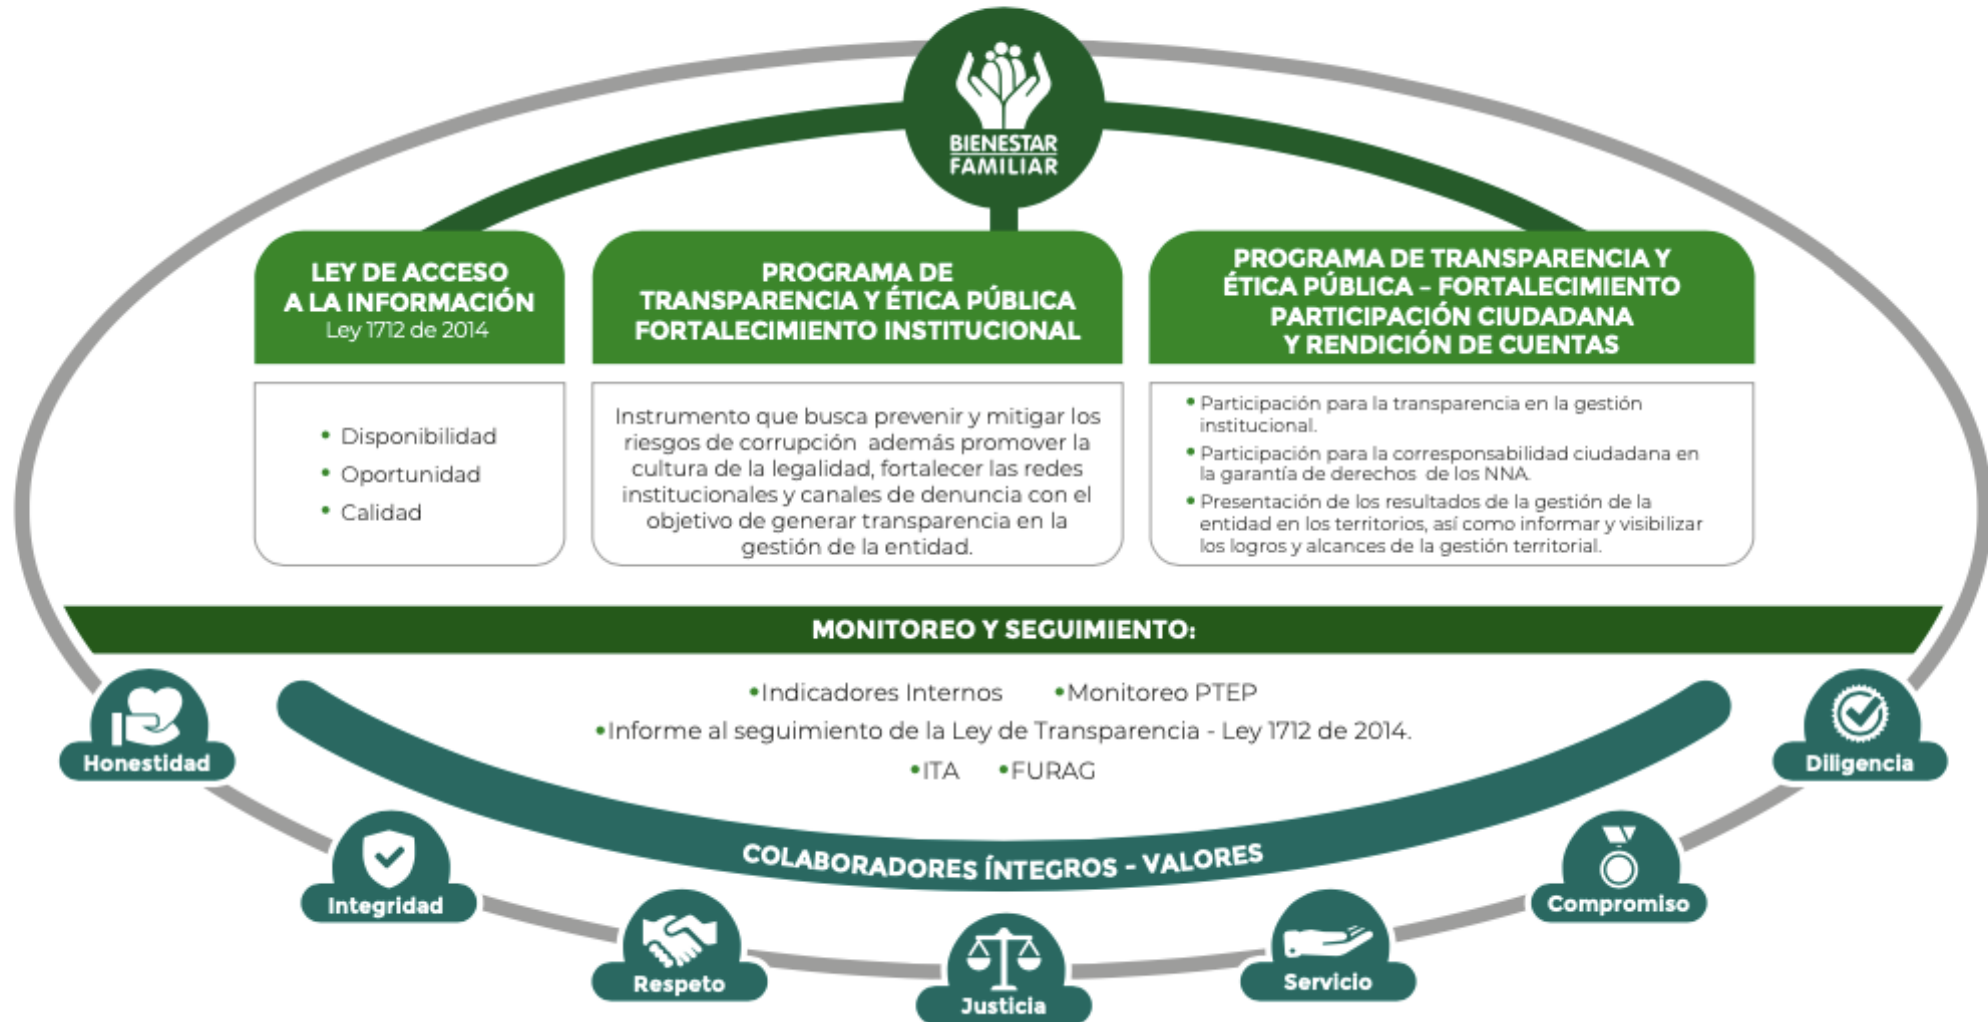 BIENESTAR
FAMILIAR
LEY DE ACCESO
A LA INFORMACIÓN
Ley 1712 de 2014
• Disponibilidad
• Oportunidad
• Calidad
PROGRAMA DE
TRANSPARENCIA Y ÉTICA PÚBLICA
FORTALECIMIENTO INSTITUCIONAL
Instrumento que busca prevenir y mitigar los
riesgos de corrupción además promover la
cultura de la legalidad, fortalecer las redes
institucionales y canales de denuncia con el
objetivo de generar transparencia en la
gestión de la entidad.
PROGRAMA DE TRANSPARENCIA Y
ÉTICA PÚBLICA – FORTALECIMIENTO
PARTICIPACIÓN CIUDADANA
Y RENDICIÓN DE CUENTAS
• Participación para la transparencia en la gestión
institucional.
• Participación para la corresponsabilidad ciudadana en
la garantía de derechos de los NNA.
• Presentación de los resultados de la gestión de la
entidad en los territorios, así como informar y visibilizar
los logros y alcances de la gestión territorial.
MONITOREO Y SEGUIMIENTO:
•Indicadores Internos •Monitoreo PTEP
•Informe al seguimiento de la Ley de Transparencia - Ley 1712 de 2014.
•ITA •FURAG
COLABORADORES ÍNTEGROS - VALORES
Honestidad
Integridad
Respeto
Justicia
Servicio
Compromiso
Diligencia